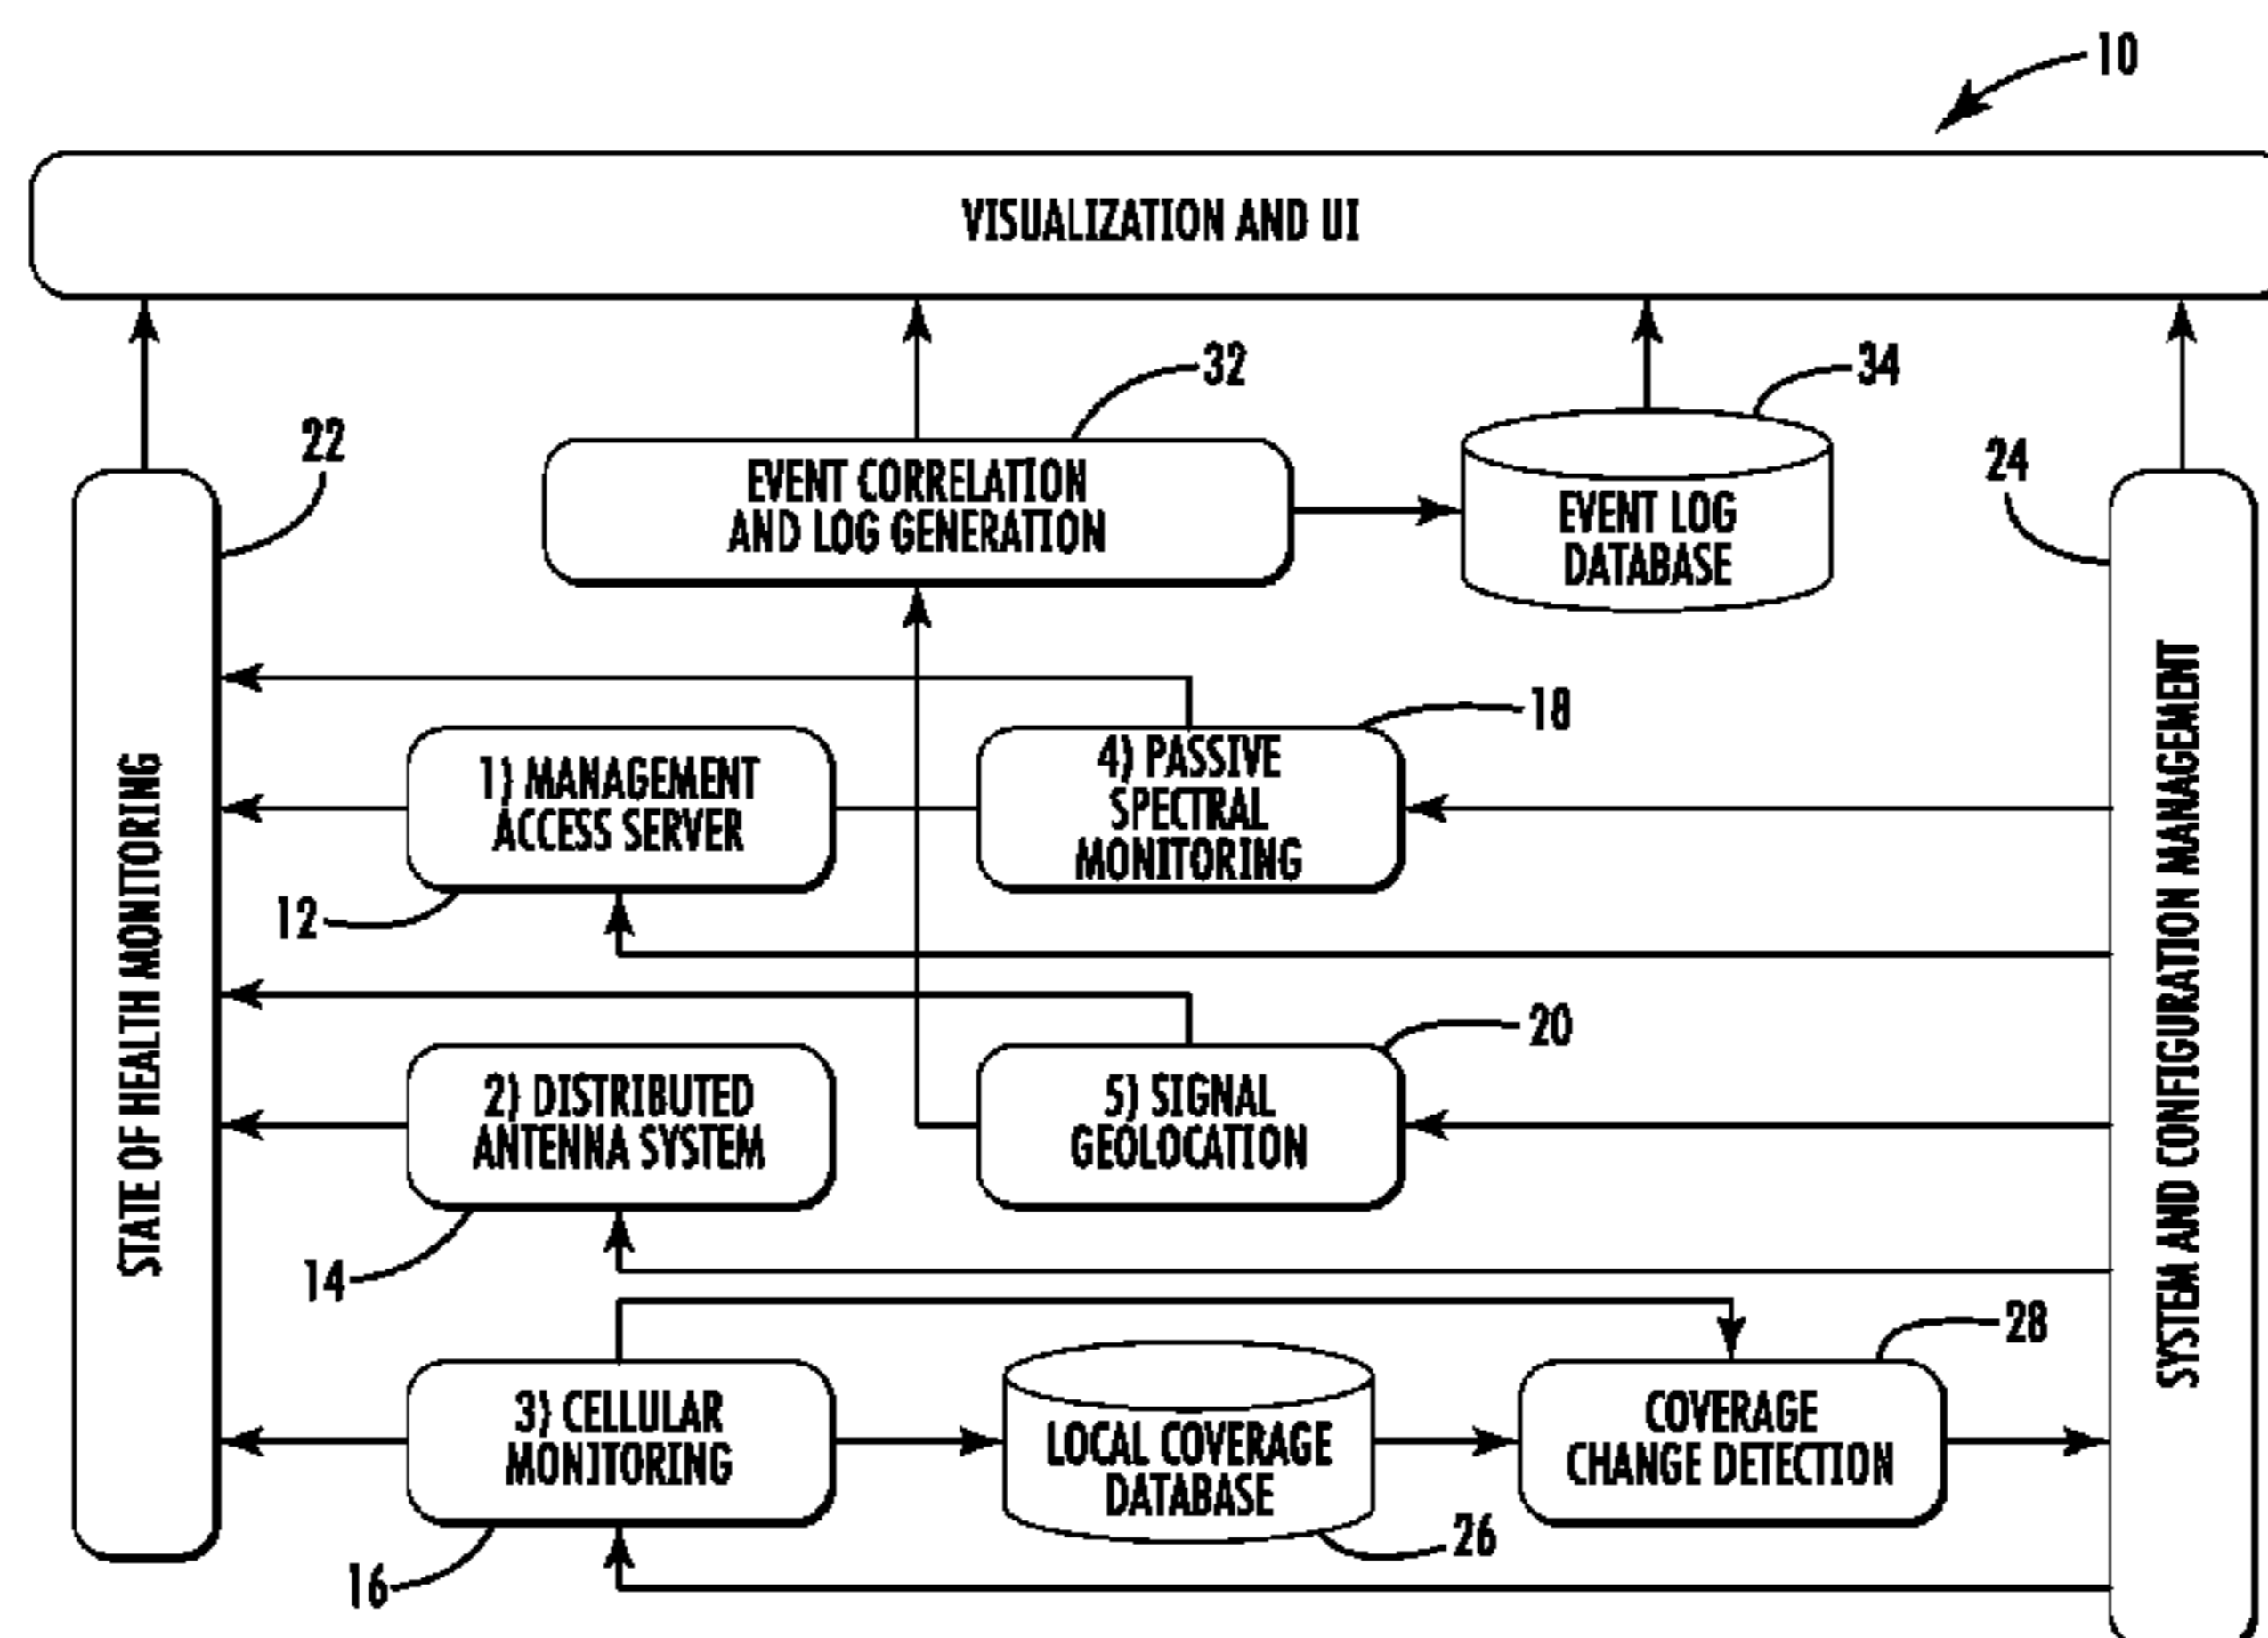 10
VISUALIZATION AND UI
32
34
22
24
EVENT CORRELATION
AND LOG GENERATION
EVENT LOG
DATABASE
18
1) MANAGEMENT
ACCESS SERVER
4) PASSIVE
SPECTRAL
MONITORING
12
STATE OF HEALTH MONITORING
SYSTEM AND CONFIGURATION MANAGEMENT
20
2) DISTRIBUTED
ANTENNA SYSTEM
5) SIGNAL
GEOLOCATION
14
28
3) CELLULAR
MONITORING
LOCAL COVERAGE
DATABASE
COVERAGE
CHANGE DETECTION
26
16